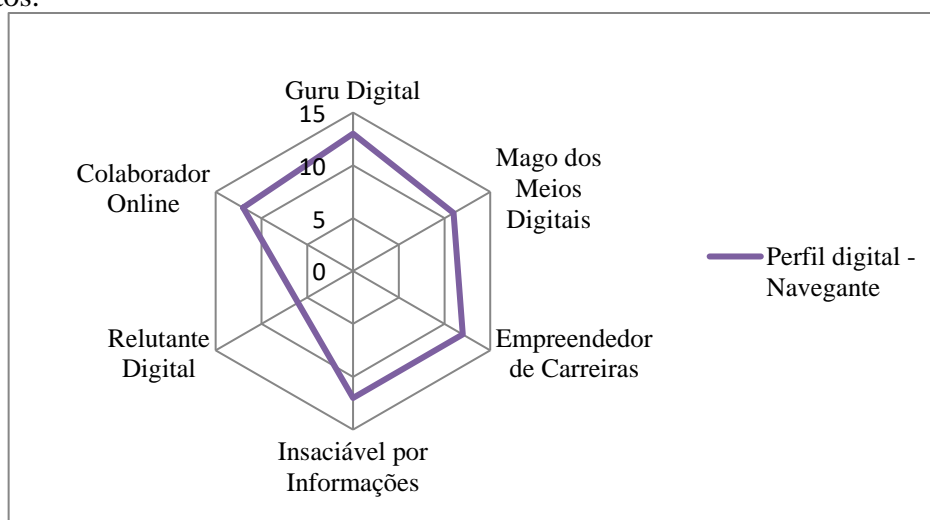 Guru Digital
15
10
5
0
Mago dos
Meios
Digitais
Empreendedor
de Carreiras
Insaciável por
Informações
Relutante
Digital
Colaborador
Online
Perfil digital -
Navegante